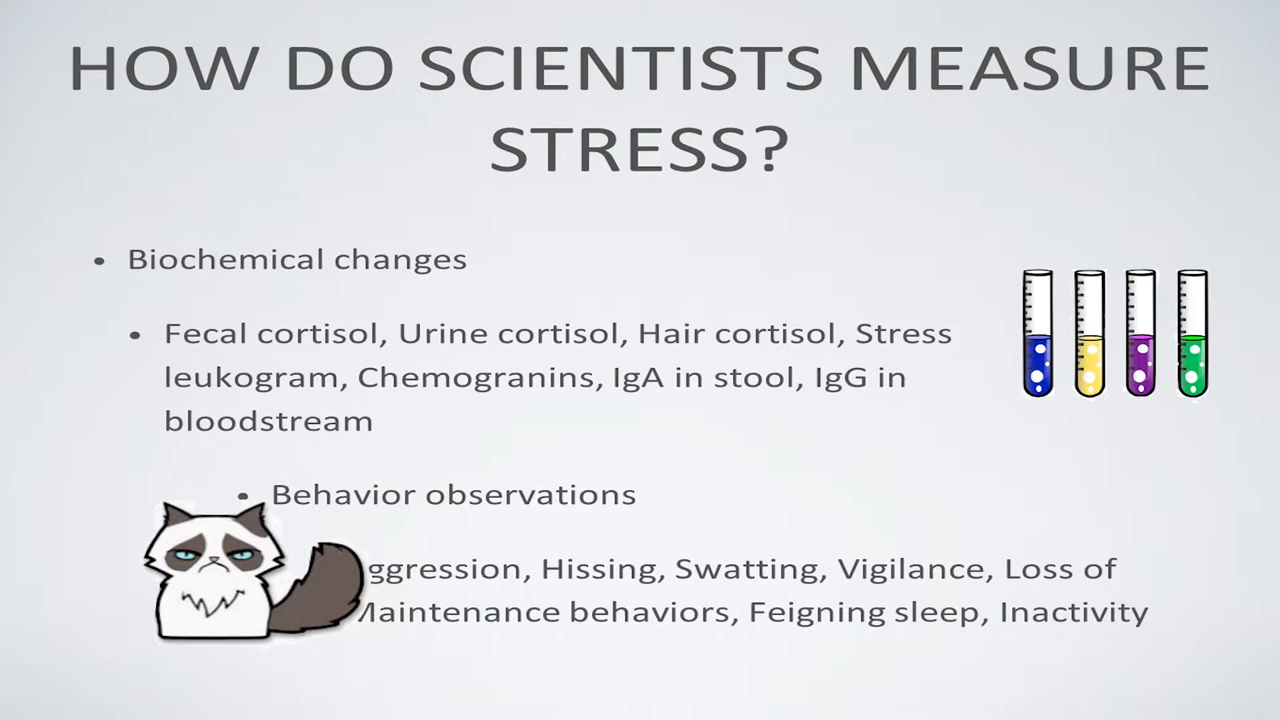 HOW DO SCIENTISTS MEASURE
STRESS?
• Biochemical changes
• Fecal cortisol, Urine cortisol, Hair cortisol, Stress
leukogram, Chemogranins, IgA in stool, IgG in
bloodstream
• Behavior observations
ggression, Hissing, Swatting, Vigilance, Loss of
Maintenance behaviors, Feigning sleep, Inactivity